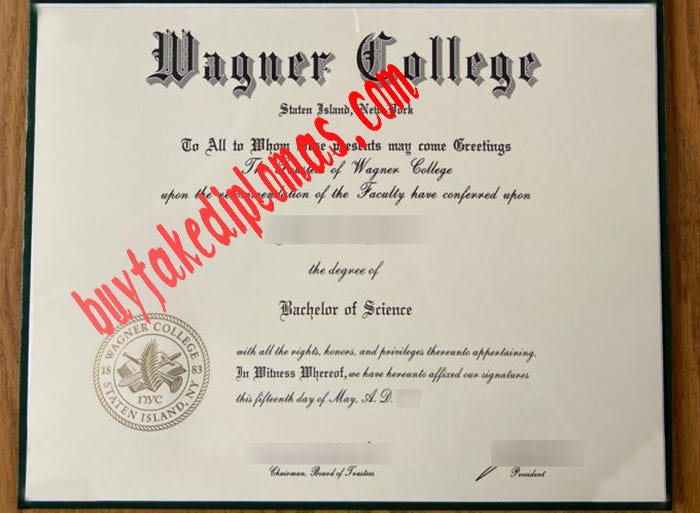 Wagner College
Staten Island, New York
To All to Whom these presents may come Greetings
The Trustees of Wagner College
upon the recommendation of the Faculty have conferred upon
the degree of
Bachelor of Science
with all the rights, honors, and privileges thereunto appertaining.
In Witness Whereof, we have hereunto affixed our signatures
this fifteenth day of May, A. D.
Chairman, Board of Trustees
President
WAGNER COLLEGE
18 83
nyc
STATEN ISLAND, NY
buyfakediplomas.com